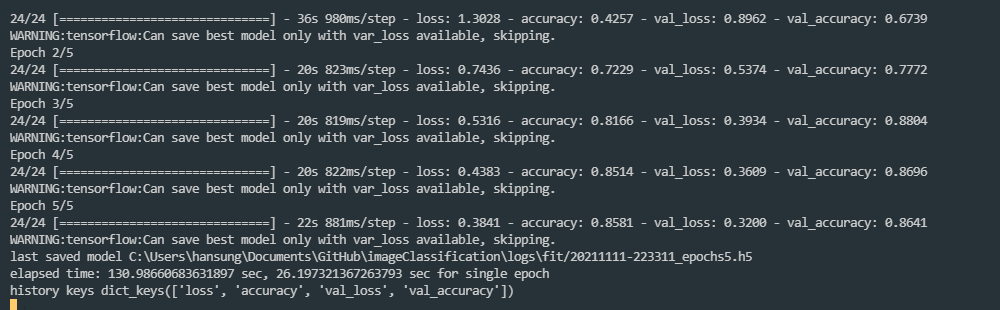 24/24 [==============================] - 36s 980ms/step - loss: 1.3028 - accuracy: 0.4257 - val_loss: 0.8962 - val_accuracy: 0.6739
WARNING:tensorflow:Can save best model only with var_loss available, skipping.
Epoch 2/5
24/24 [==============================] - 20s 823ms/step - loss: 0.7436 - accuracy: 0.7229 - val_loss: 0.5374 - val_accuracy: 0.7772
WARNING:tensorflow:Can save best model only with var_loss available, skipping.
Epoch 3/5
24/24 [==============================] - 20s 819ms/step - loss: 0.5316 - accuracy: 0.8166 - val_loss: 0.3934 - val_accuracy: 0.8804
WARNING:tensorflow:Can save best model only with var_loss available, skipping.
Epoch 4/5
24/24 [==============================] - 20s 822ms/step - loss: 0.4383 - accuracy: 0.8514 - val_loss: 0.3609 - val_accuracy: 0.8696
WARNING:tensorflow:Can save best model only with var_loss available, skipping.
Epoch 5/5
24/24 [==============================] - 22s 881ms/step - loss: 0.3841 - accuracy: 0.8581 - val_loss: 0.3200 - val_accuracy: 0.8641
WARNING:tensorflow:Can save best model only with var_loss available, skipping.
last saved model C:\Users\hansung\Documents\GitHub\imageClassification\logs\fit/20211111-223311_epochs5.h5
elapsed time: 130.98660683631897 sec, 26.197321367263793 sec for single epoch
history keys dict_keys(['loss', 'accuracy', 'val_loss', 'val_accuracy'])